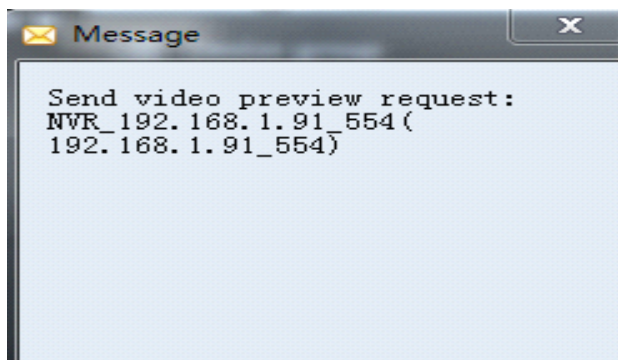 Message
Send video preview request:
NVR_192.168.1.91_554(
192.168.1.91_554)